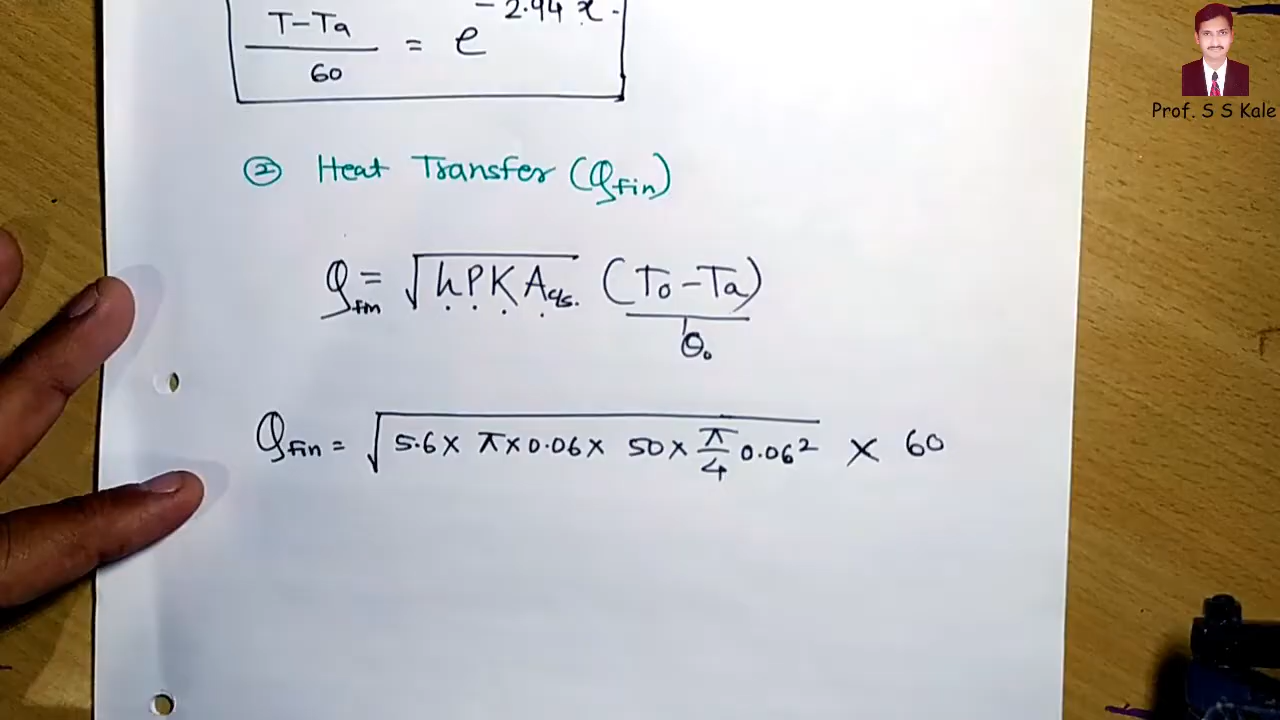 T-Ta / 60 = e^-2.94 x.
Prof. S S Kale
② Heat Transfer (Qfin)
Qfin = √hPKAc/s. (To-Ta)
θo
Qfin = √5.6× π×0.06× 50× π/4 0.06² × 60